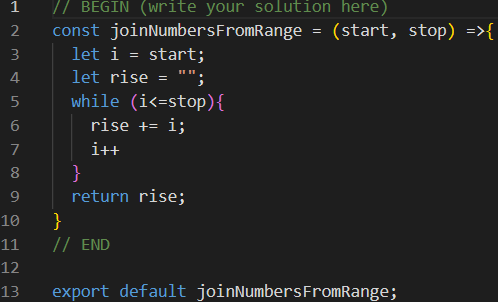 1 // BEGIN (write your solution here)
2 const joinNumbersFromRange = (start, stop) =>{
3 let i = start;
4 let rise = "";
5 while (i<=stop){
6 rise += i;
7 i++
8 }
9 return rise;
10 }
11 // END
12
13 export default joinNumbersFromRange;